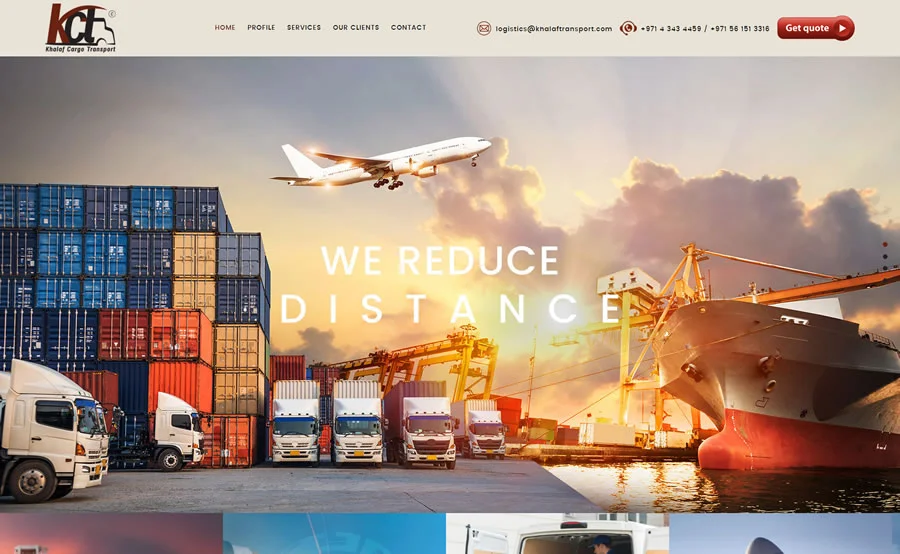 kct
©
Khalaf Cargo Transport
HOME PROFILE SERVICES OUR CLIENTS CONTACT
logistics@khalaftransport.com
+971 4 343 4459 / +971 56 151 3316
Get quote
WE REDUCE
DISTANCE